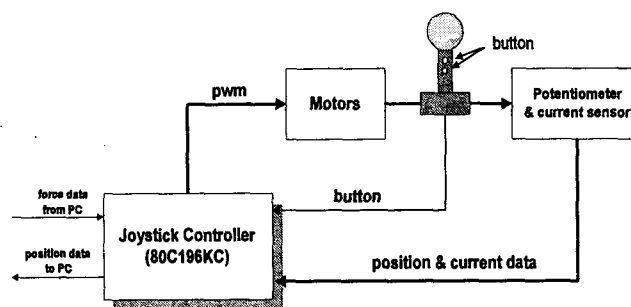 button
pwm
Motors
Potentiometer
& current sensor
force data
from PC
button
Joystick Controller
(80C196KC)
position data
to PC
position & current data